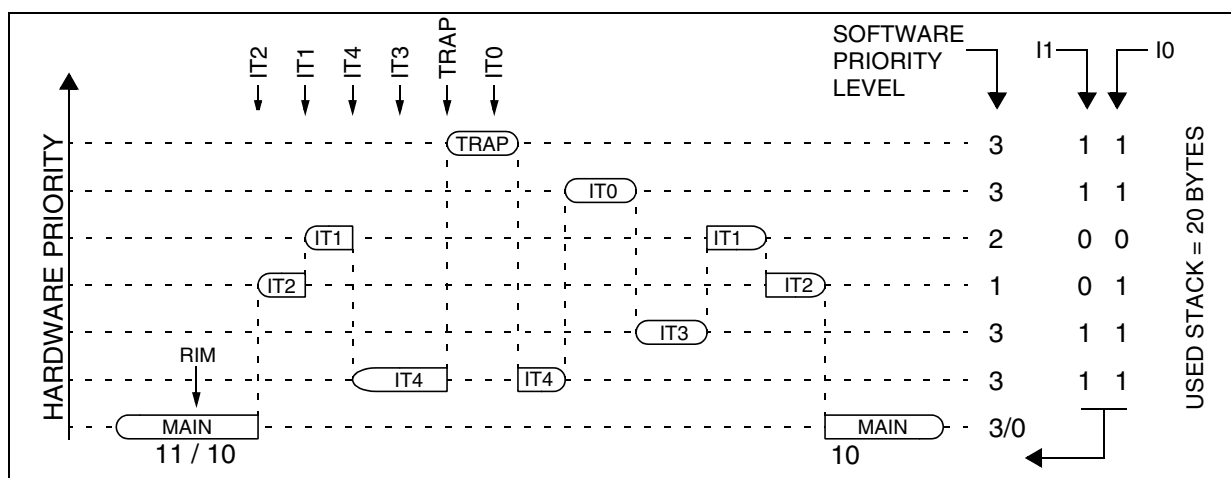 SOFTWARE
PRIORITY
LEVEL
I1
I0
IT2
IT1
IT4
IT3
TRAP
IT0
HARDWARE PRIORITY
USED STACK = 20 BYTES
TRAP
3
1 1
IT0
3
1 1
IT1
IT1
2
0 0
IT2
IT2
1
0 1
IT3
3
1 1
RIM
IT4
IT4
3
1 1
MAIN
MAIN
3/0
11 / 10
10